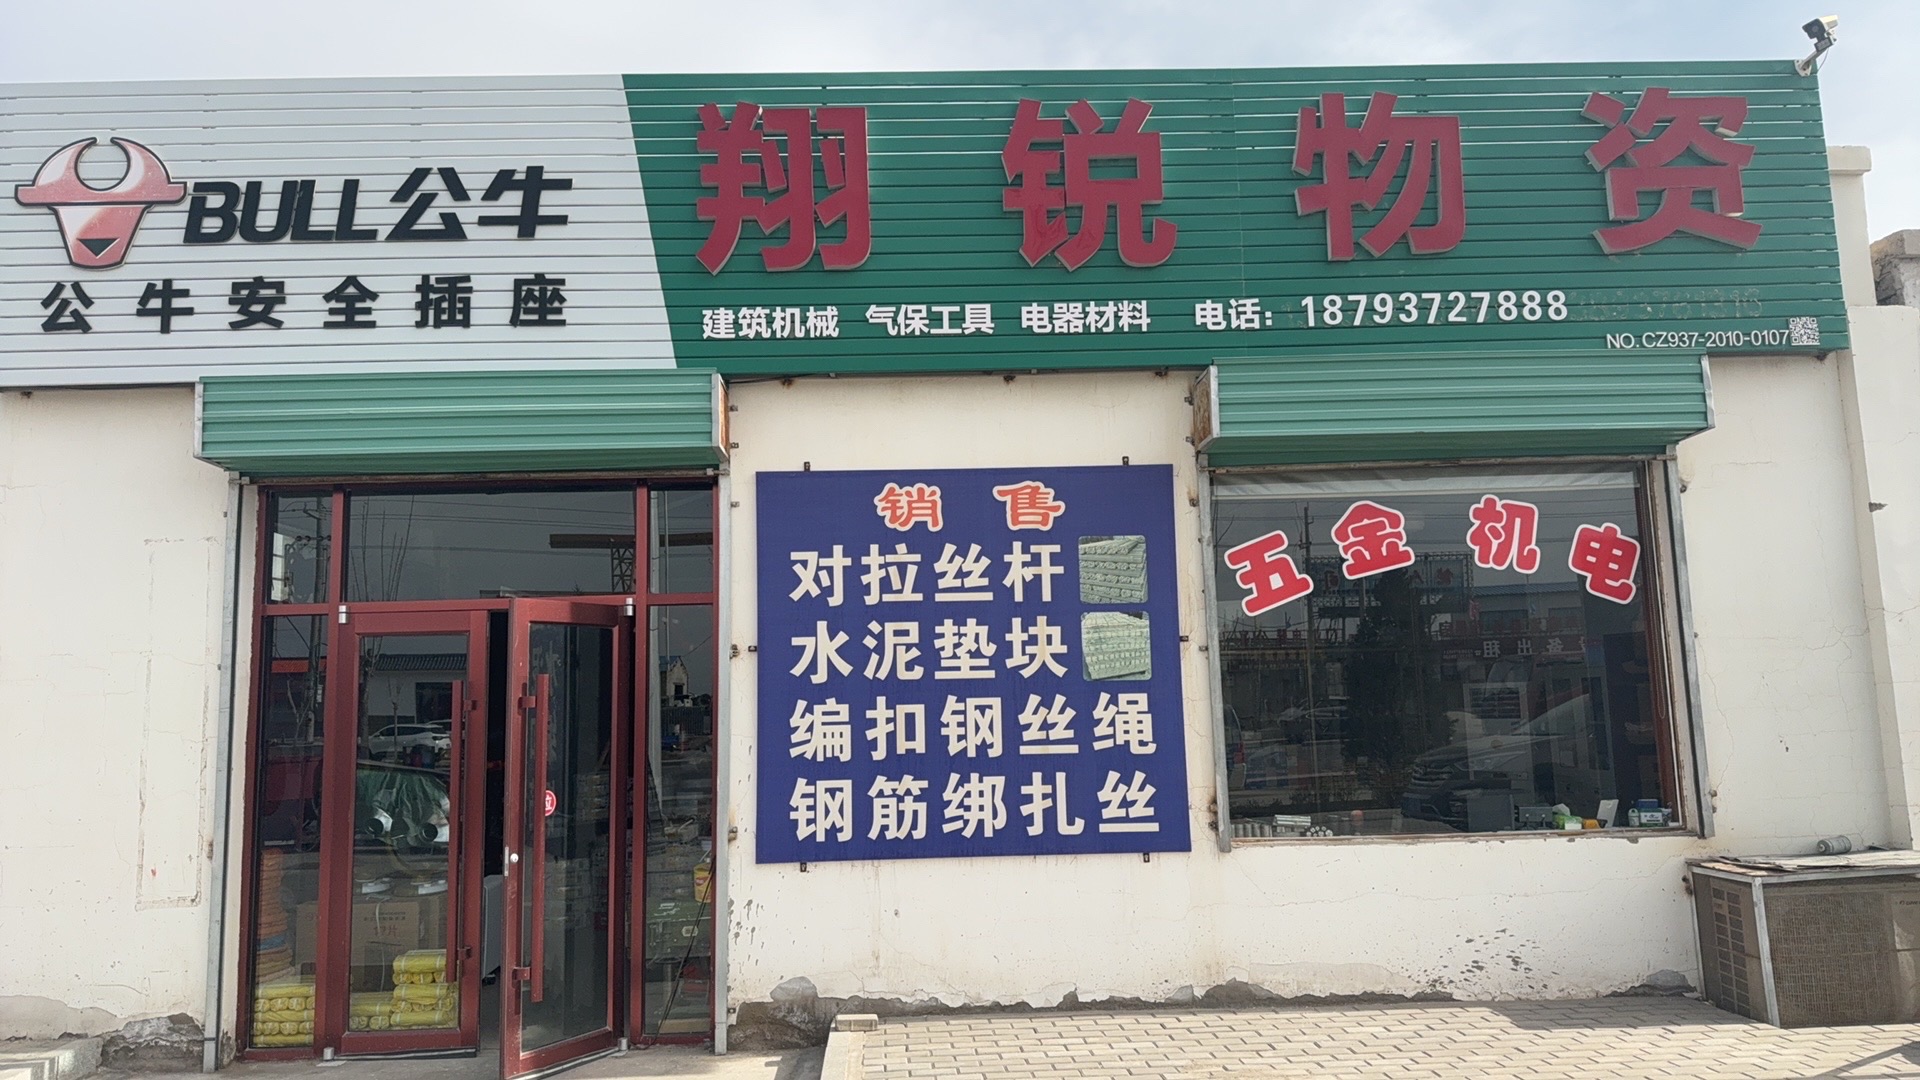 BULL公牛
公牛安全插座
翔锐物资
建筑机械 气保工具 电器材料 电话：18793727888
NO.CZ937-2010-0107
销售
对拉丝杆
水泥垫块
编扣钢丝绳
钢筋绑扎丝
五金机电